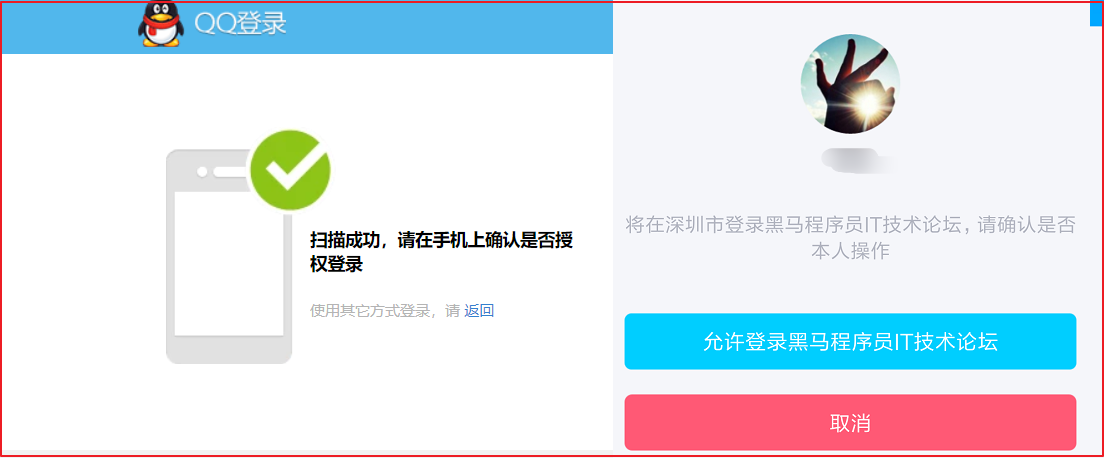 QQ登录
扫描成功，请在手机上确认是否授
权登录
使用其它方式登录，请 返回
将在深圳市登录黑马程序员IT技术论坛，请确认是否
本人操作
允许登录黑马程序员IT技术论坛
取消